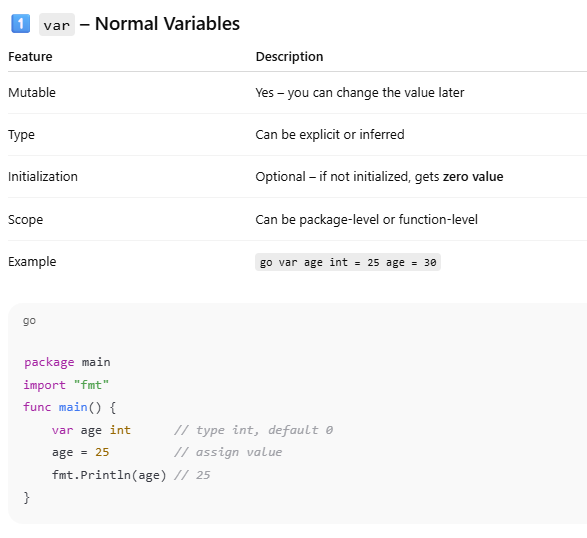 1 var – Normal Variables
Feature Description
Mutable Yes – you can change the value later
Type Can be explicit or inferred
Initialization Optional – if not initialized, gets zero value
Scope Can be package-level or function-level
Example go var age int = 25 age = 30
go
package main
import "fmt"
func main() {
    var age int      // type int, default 0
    age = 25         // assign value
    fmt.Println(age) // 25
}